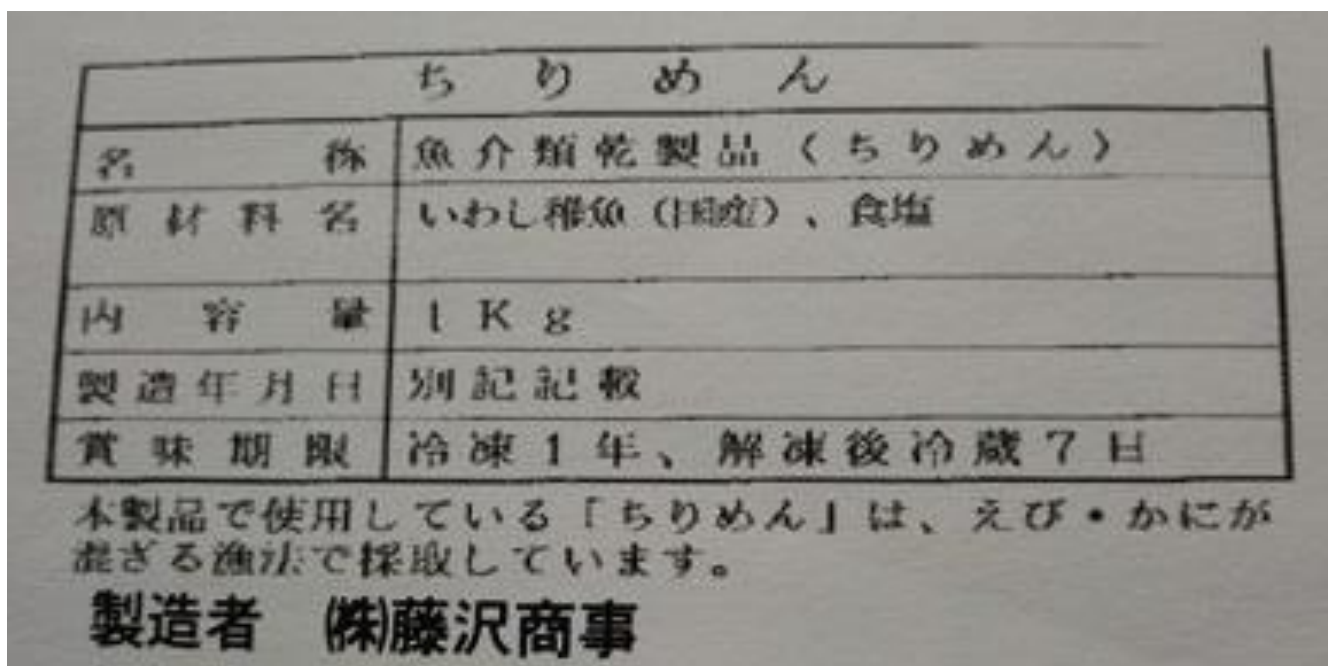 ちりめん
名称 魚介類乾製品(ちりめん)
原材料名 いわし稚魚(国産)、食塩
内容量 1Kg
製造年月日 別記記載
賞味期限 冷凍1年、解凍後冷蔵7日
本製品で使用している「ちりめん」は、えび・かにが
混ざる漁法で採取しています。
製造者 ㈱藤沢商事